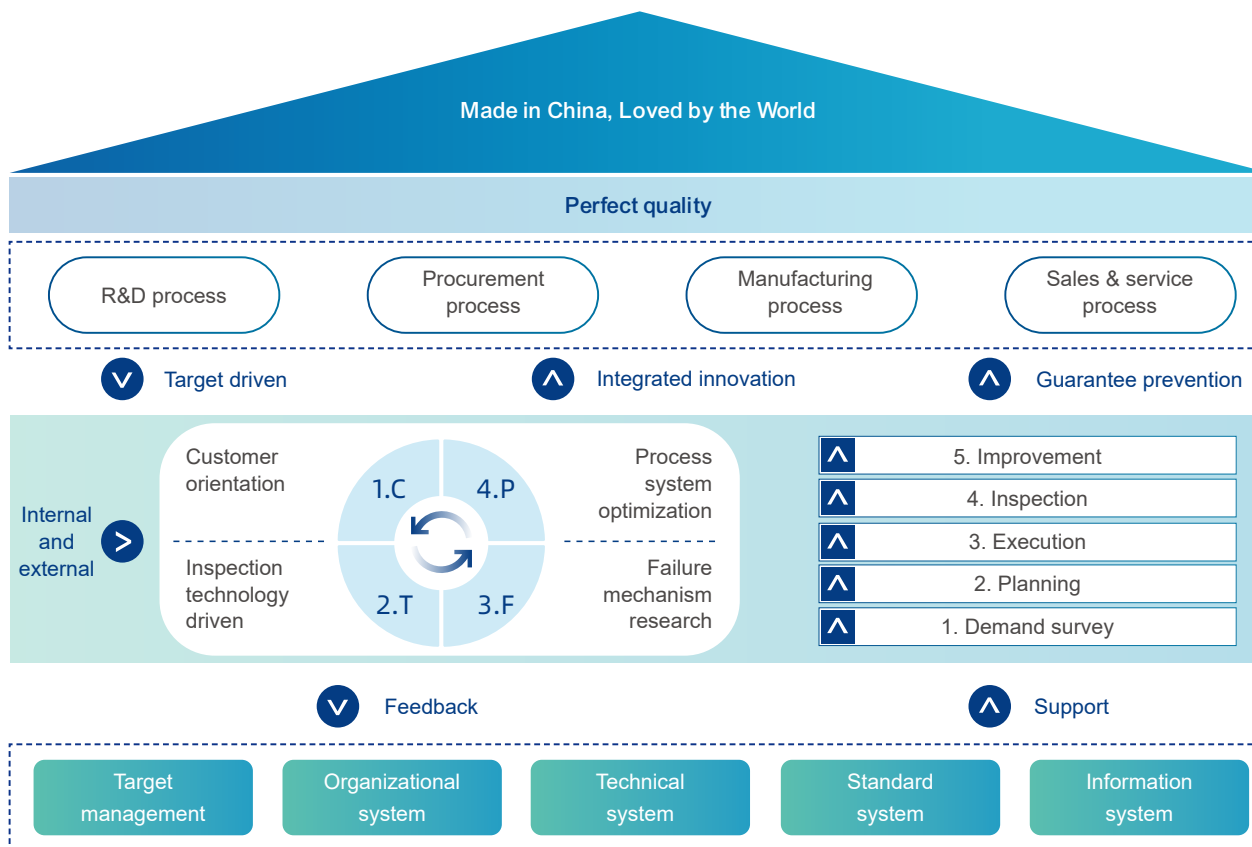 Made in China, Loved by the World
Perfect quality
R&D process
Procurement
process
Manufacturing
process
Sales & service
process
Target driven
Integrated innovation
Guarantee prevention
Internal
and
external
Customer
orientation
Inspection
technology
driven
1.C
4.P
2.T
3.F
Process
system
optimization
Failure
mechanism
research
5. Improvement
4. Inspection
3. Execution
2. Planning
1. Demand survey
Feedback
Support
Target
management
Organizational
system
Technical
system
Standard
system
Information
system